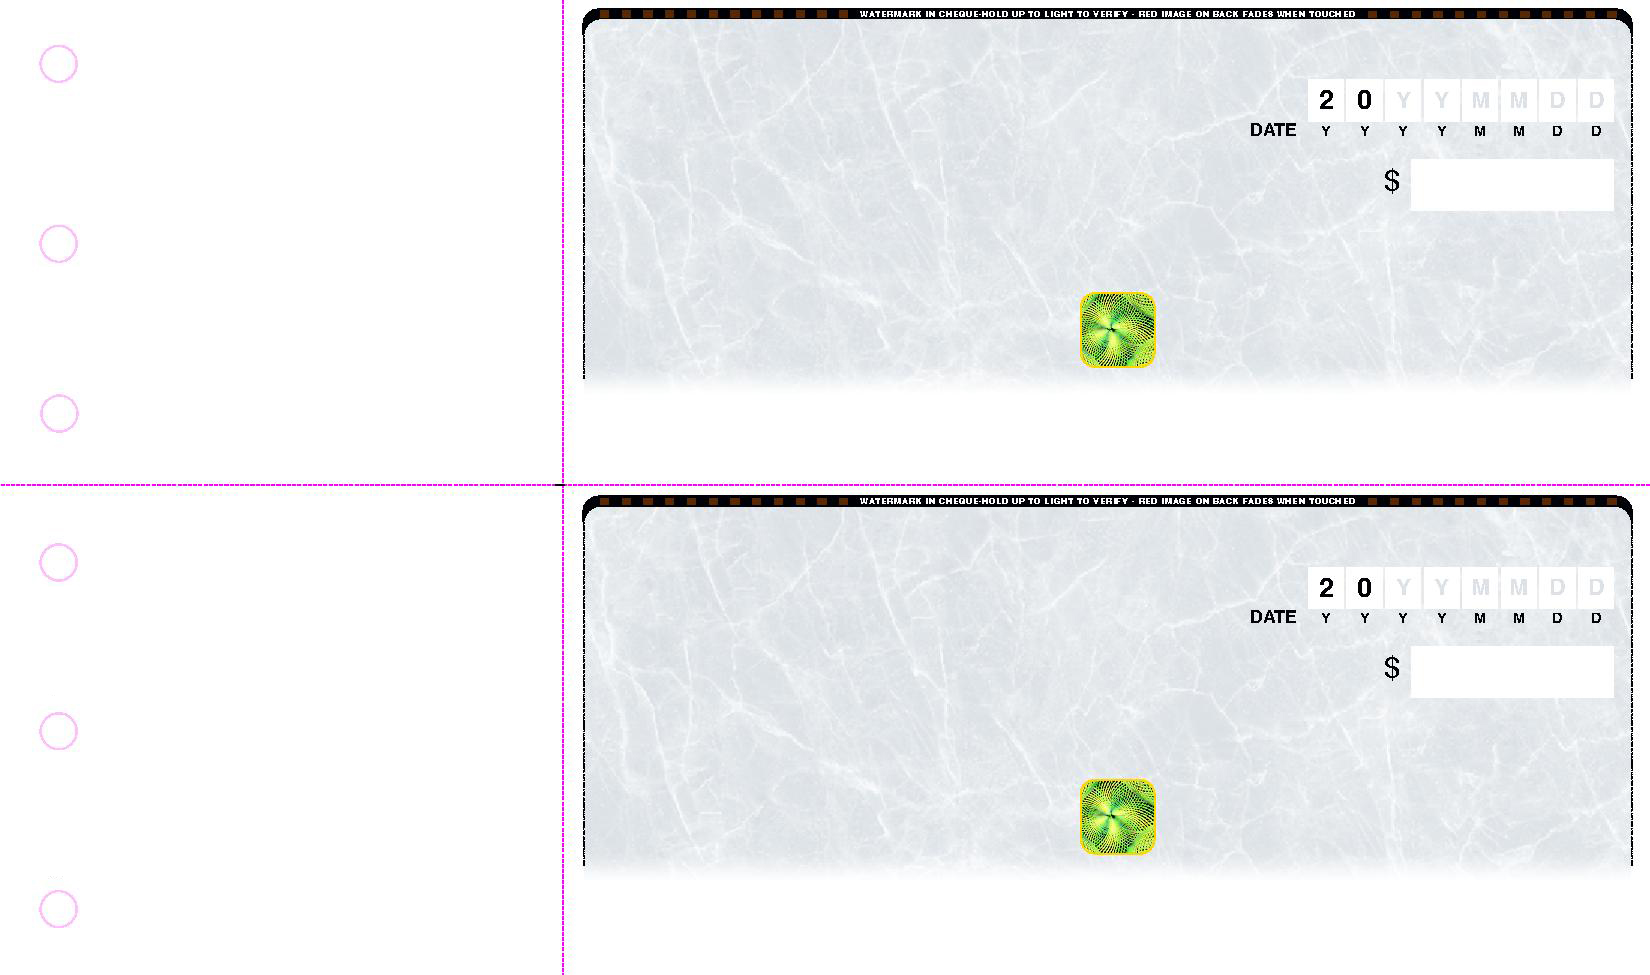 WATERMARK IN CHEQUE-HOLD UP TO LIGHT TO VERIFY - RED IMAGE ON BACK FADES WHEN TOUCHED
2 0 Y Y M M D D
DATE Y Y Y Y M M D D
$
WATERMARK IN CHEQUE-HOLD UP TO LIGHT TO VERIFY - RED IMAGE ON BACK FADES WHEN TOUCHED
2 0 Y Y M M D D
DATE Y Y Y Y M M D D
$